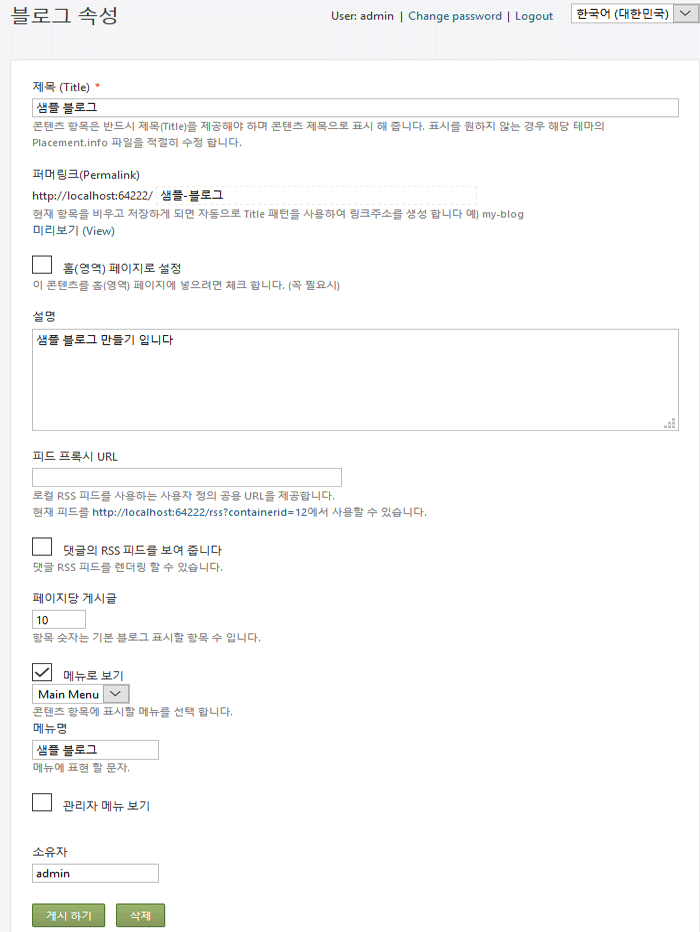 블로그 속성
User: admin | Change password | Logout 한국어 (대한민국)
제목 (Title) *
샘플 블로그
콘텐츠 항목은 반드시 제목(Title)을 제공해야 하며 콘텐츠 제목으로 표시 해 줍니다. 표시를 원하지 않는 경우 해당 테마의
Placement.info 파일을 적절히 수정 합니다.
퍼머링크(Permalink)
http://localhost:64222/ 샘플-블로그
현재 항목을 비우고 저장하게 되면 자동으로 Title 패턴을 사용하여 링크주소를 생성 합니다 예) my-blog
미리보기 (View)
홈(영역) 페이지로 설정
이 콘텐츠를 홈(영역) 페이지에 넣으려면 체크 합니다. (꼭 필요시)
설명
샘플 블로그 만들기 입니다
피드 프록시 URL
로컬 RSS 피드를 사용하는 사용자 정의 공용 URL을 제공합니다.
현재 피드를 http://localhost:64222/rss?containerid=12에서 사용할 수 있습니다.
댓글의 RSS 피드를 보여 줍니다
댓글 RSS 피드를 렌더링 할 수 있습니다.
페이지당 게시글
10
항목 숫자는 기본 블로그 표시할 항목 수 입니다.
메뉴로 보기
Main Menu
콘텐츠 항목에 표시할 메뉴를 선택 합니다.
메뉴명
샘플 블로그
메뉴에 표현 할 문자.
관리자 메뉴 보기
소유자
admin
게시 하기 삭제